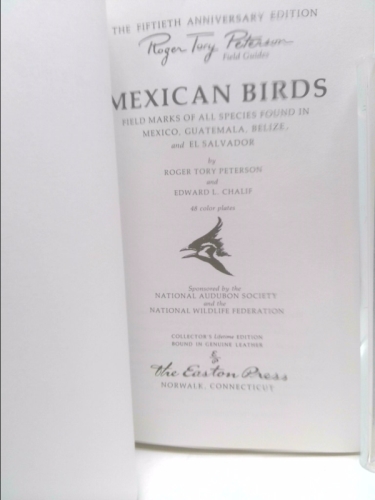 THE FIFTIETH ANNIVERSARY EDITION
Roger Tory Peterson
Field Guides
MEXICAN BIRDS
FIELD MARKS OF ALL SPECIES FOUND IN
MEXICO, GUATEMALA, BELIZE,
and EL SALVADOR
by
ROGER TORY PETERSON
and
EDWARD L. CHALIF
48 color plates
Sponsored by the
NATIONAL AUDUBON SOCIETY
and the
NATIONAL WILDLIFE FEDERATION
COLLECTOR'S Lifetime EDITION
BOUND IN GENUINE LEATHER
The Easton Press
NORWALK, CONNECTICUT